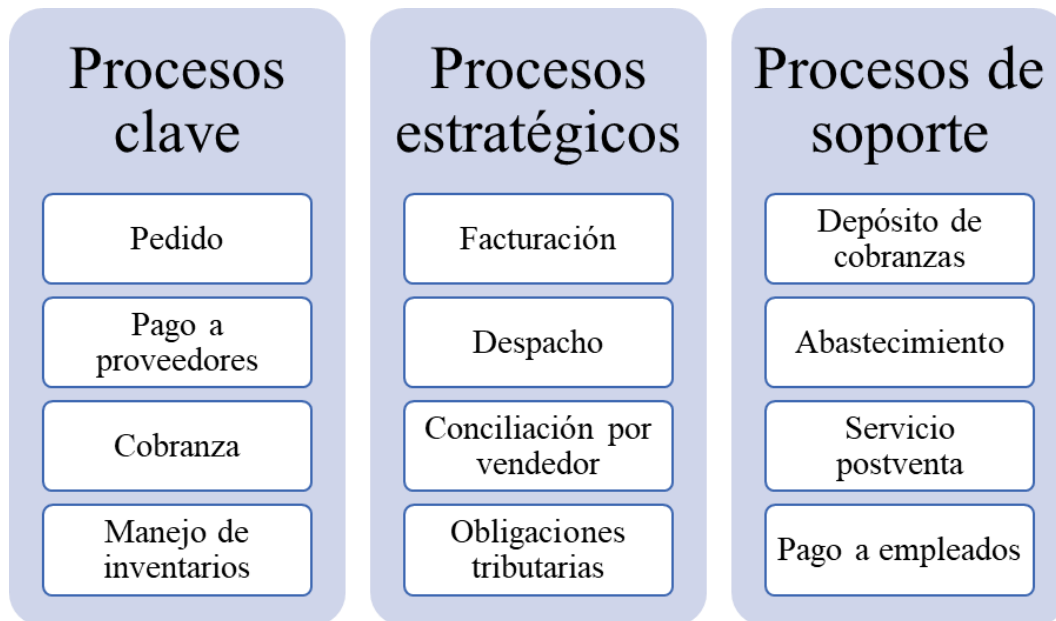 Procesos
clave
Pedido
Pago a
proveedores
Cobranza
Manejo de
inventarios
Procesos
estratégicos
Facturación
Despacho
Conciliación por
vendedor
Obligaciones
tributarias
Procesos de
soporte
Depósito de
cobranzas
Abastecimiento
Servicio
postventa
Pago a empleados